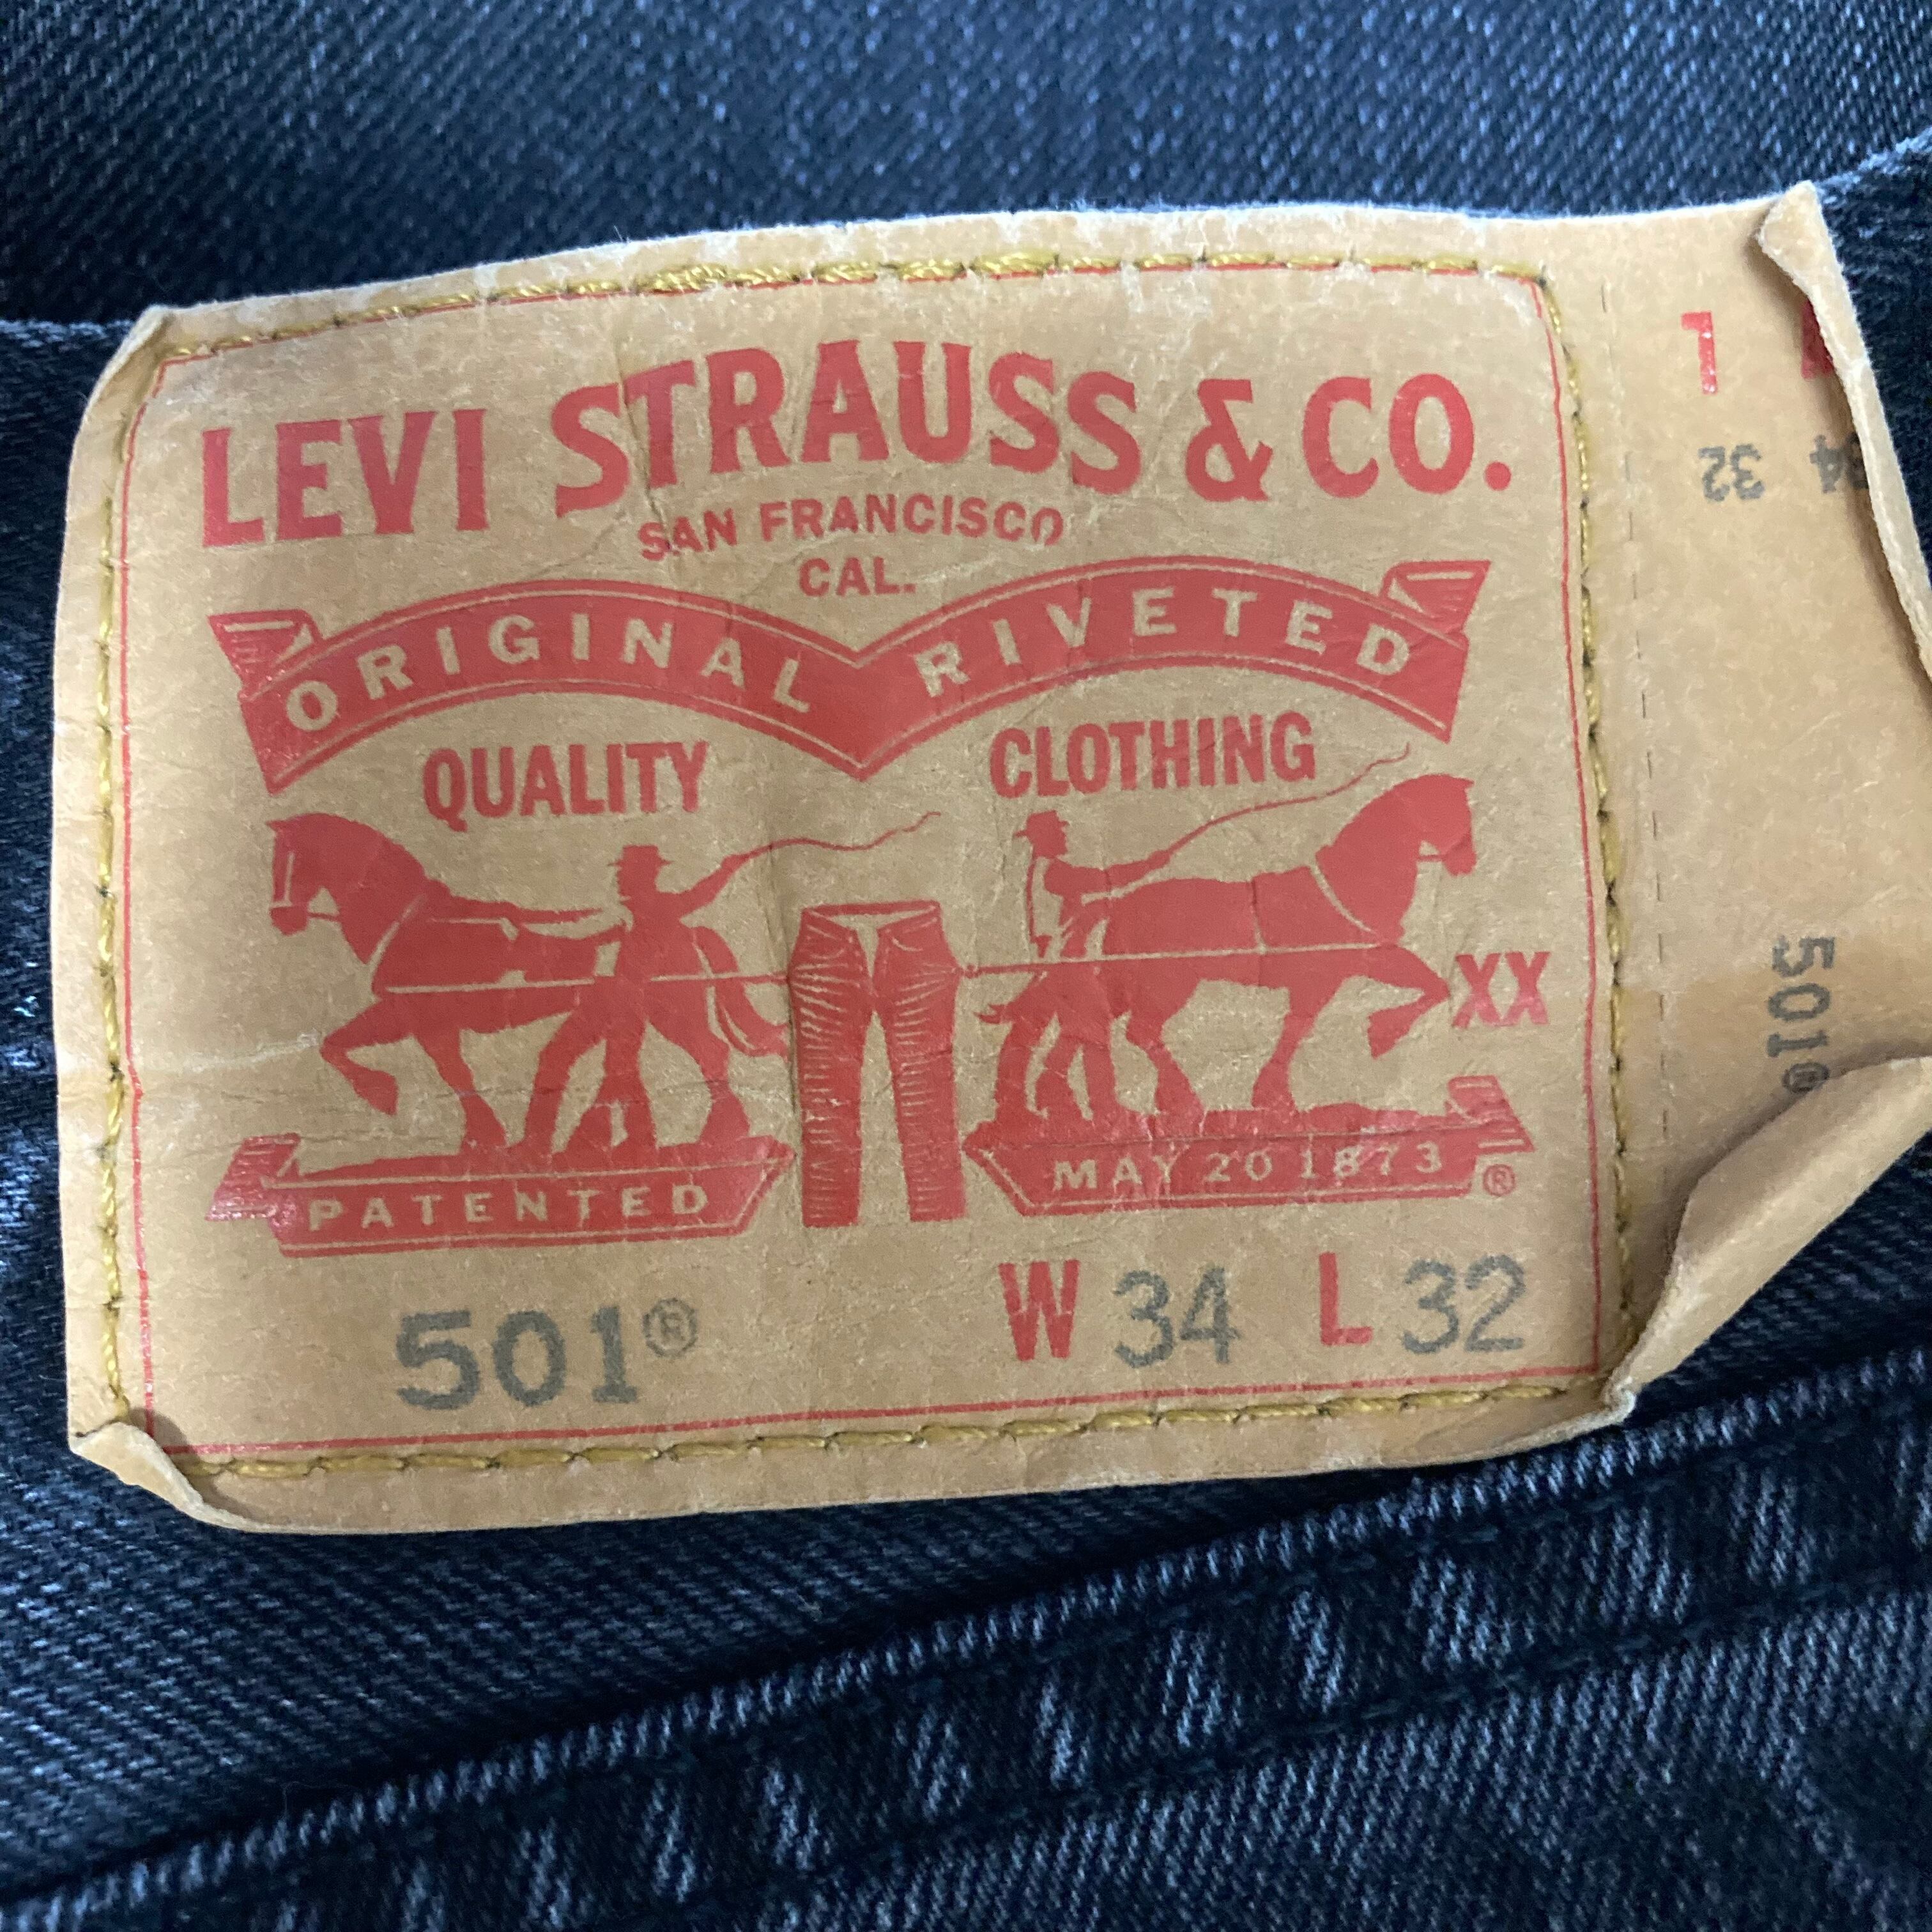 LEVI STRAUSS & CO.
SAN FRANCISCO
CAL.
ORIGINAL RIVETED
QUALITY CLOTHING
XX
PATENTED MAY 20 1873 ®
501® W 34 L 32
L
32
501®